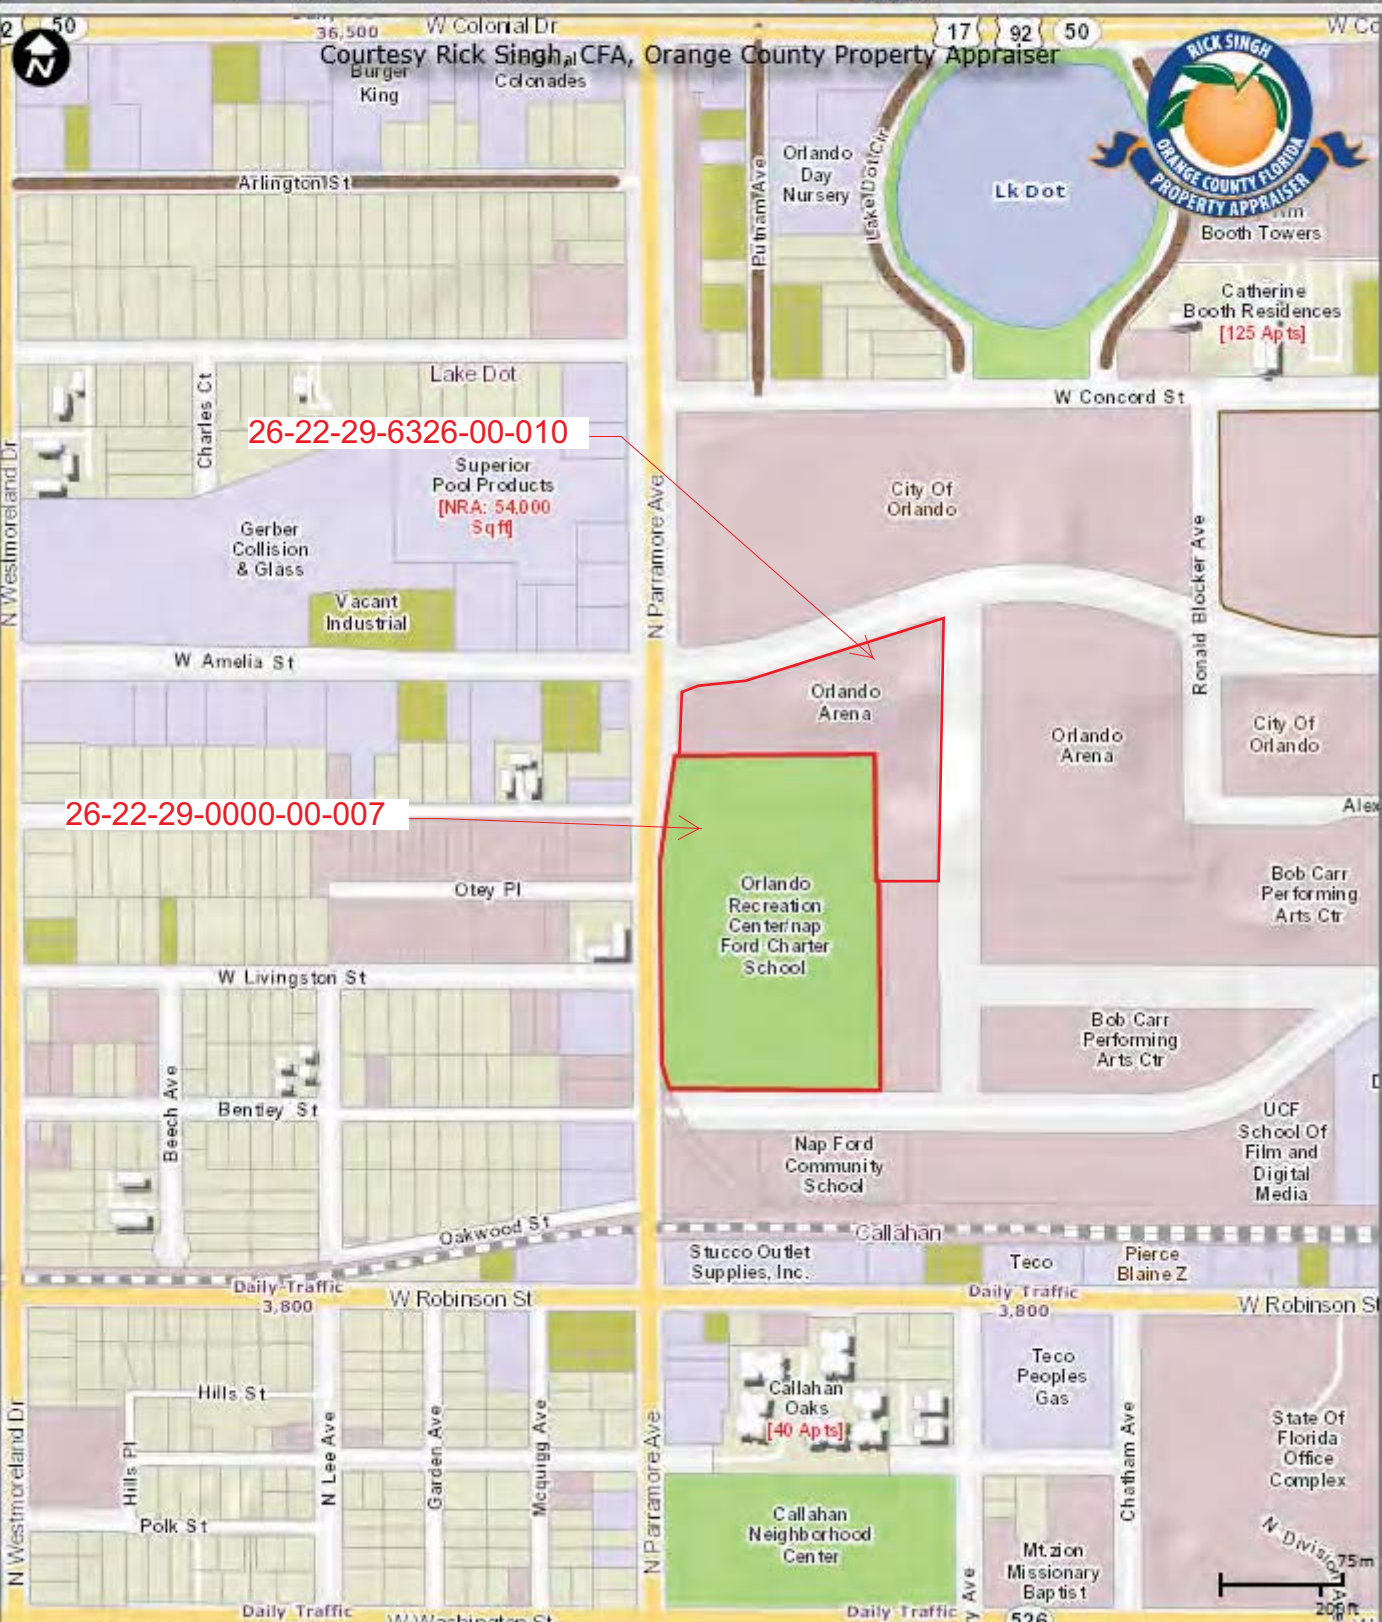 50
36,500
W Colonial Dr
17
92
50
Courtesy Rick Singh, CFA, Orange County Property Appraiser
N
Burger
King
Colonades
RICK SINGH
ORANGE COUNTY FLORIDA
PROPERTY APPRAISER
Arlington St
Putnam Ave
Orlando
Day
Nursery
Lake Dot Cir
Lk Dot
Booth Towers
Catherine
Booth Residences
[125 Apts]
Charles Ct
Lake Dot
W Concord St
26-22-29-6326-00-010
N Westmoreland Dr
Superior
Pool Products
[NRA: 54,000
Sqft]
Gerber
Collision
& Glass
Vacant
Industrial
N Parramore Ave
City Of
Orlando
Ronald Blocker Ave
W Amelia St
Orlando
Arena
Orlando
Arena
City Of
Orlando
26-22-29-0000-00-007
Alex
Otey Pl
Orlando
Recreation
Center/nap
Ford Charter
School
Bob Carr
Performing
Arts Ctr
W Livingston St
Bob Carr
Performing
Arts Ctr
Beech Ave
Bentley St
Nap Ford
Community
School
UCF
School Of
Film and
Digital
Media
Oakwood St
Callahan
Stucco Outlet
Supplies, Inc.
Teco
Pierce
Blaine Z
Daily Traffic
3,800
W Robinson St
Daily Traffic
3,800
W Robinson St
Hills St
Hills Pl
N Westmoreland Dr
N Lee Ave
Garden Ave
Mcquigg Ave
N Parramore Ave
Callahan
Oaks
[40 Apts]
Teco
Peoples
Gas
Chatham Ave
State Of
Florida
Office
Complex
Polk St
Callahan
Neighborhood
Center
Mt.zion
Missionary
Baptist
N Division
75m
200ft
Daily Traffic
W Washington St
Daily Traffic
Ave
526